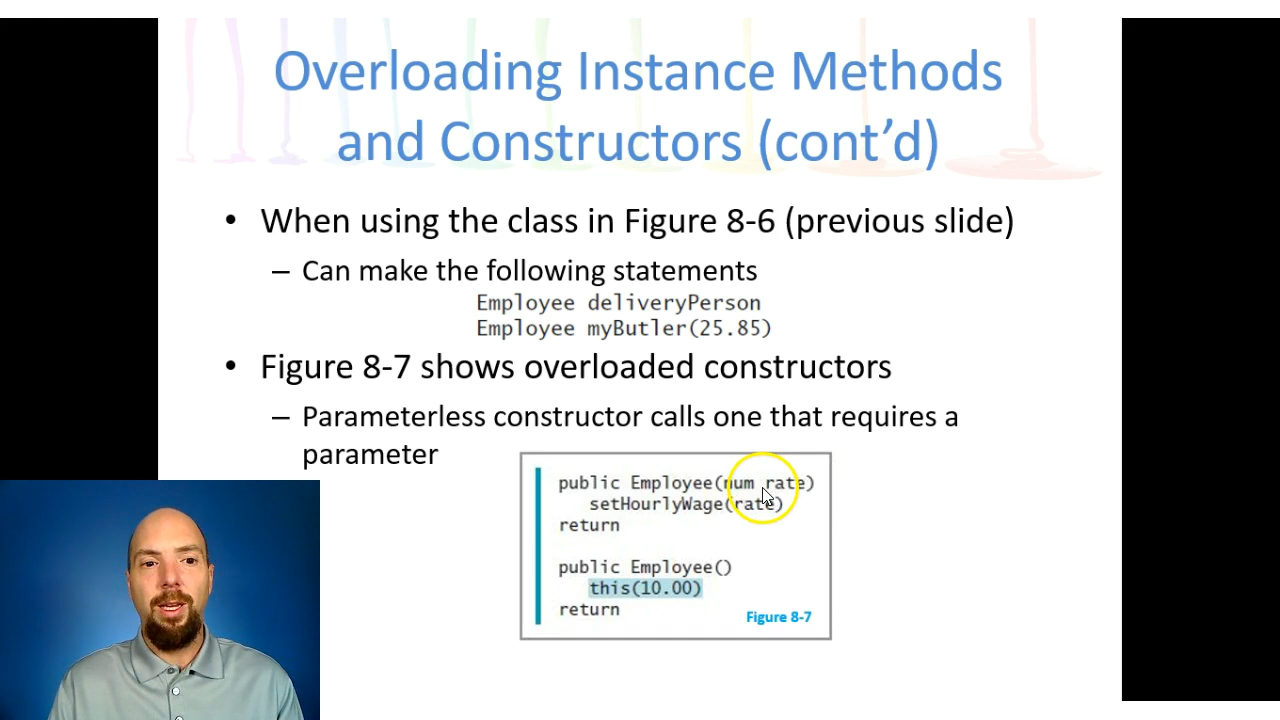 Overloading Instance Methods
and Constructors (cont’d)
• When using the class in Figure 8-6 (previous slide)
– Can make the following statements
Employee deliveryPerson
Employee myButler(25.85)
• Figure 8-7 shows overloaded constructors
– Parameterless constructor calls one that requires a
parameter
public Employee(num rate)
setHourlyWage(rate)
return
public Employee()
this(10.00)
return
Figure 8-7